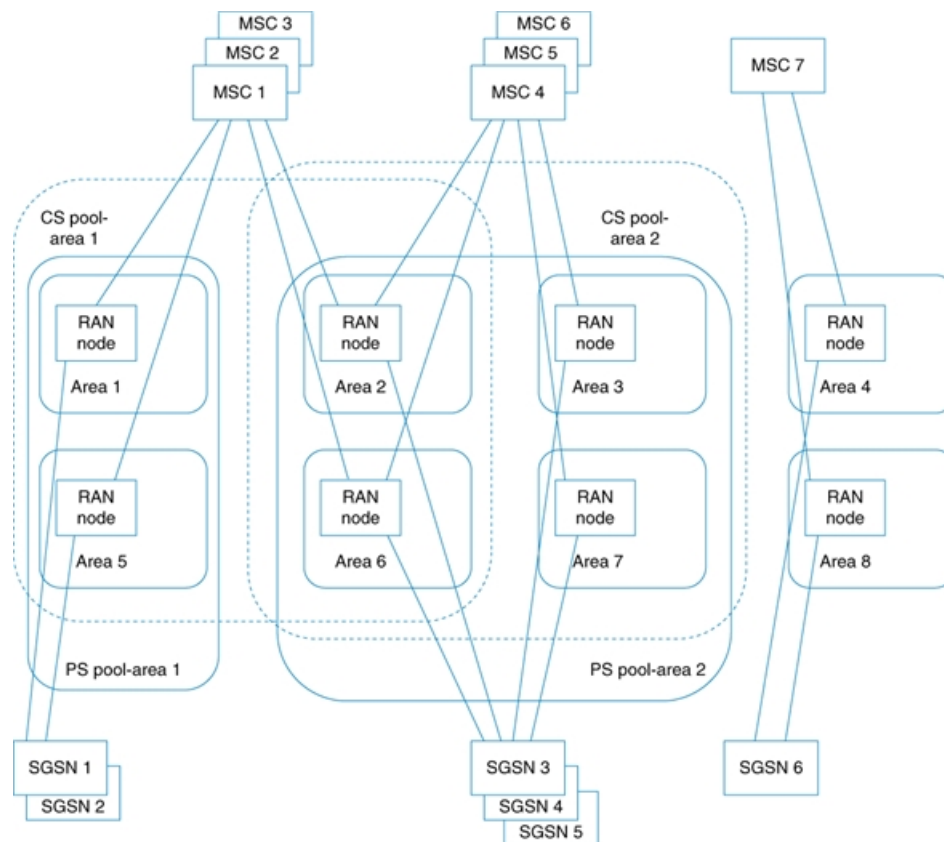 MSC 3
MSC 2
MSC 1
MSC 6
MSC 5
MSC 4
MSC 7
CS pool-
area 1
CS pool-
area 2
RAN
node
Area 1
RAN
node
Area 2
RAN
node
Area 3
RAN
node
Area 4
RAN
node
Area 5
RAN
node
Area 6
RAN
node
Area 7
RAN
node
Area 8
PS pool-area 1
PS pool-area 2
SGSN 1
SGSN 2
SGSN 3
SGSN 4
SGSN 5
SGSN 6